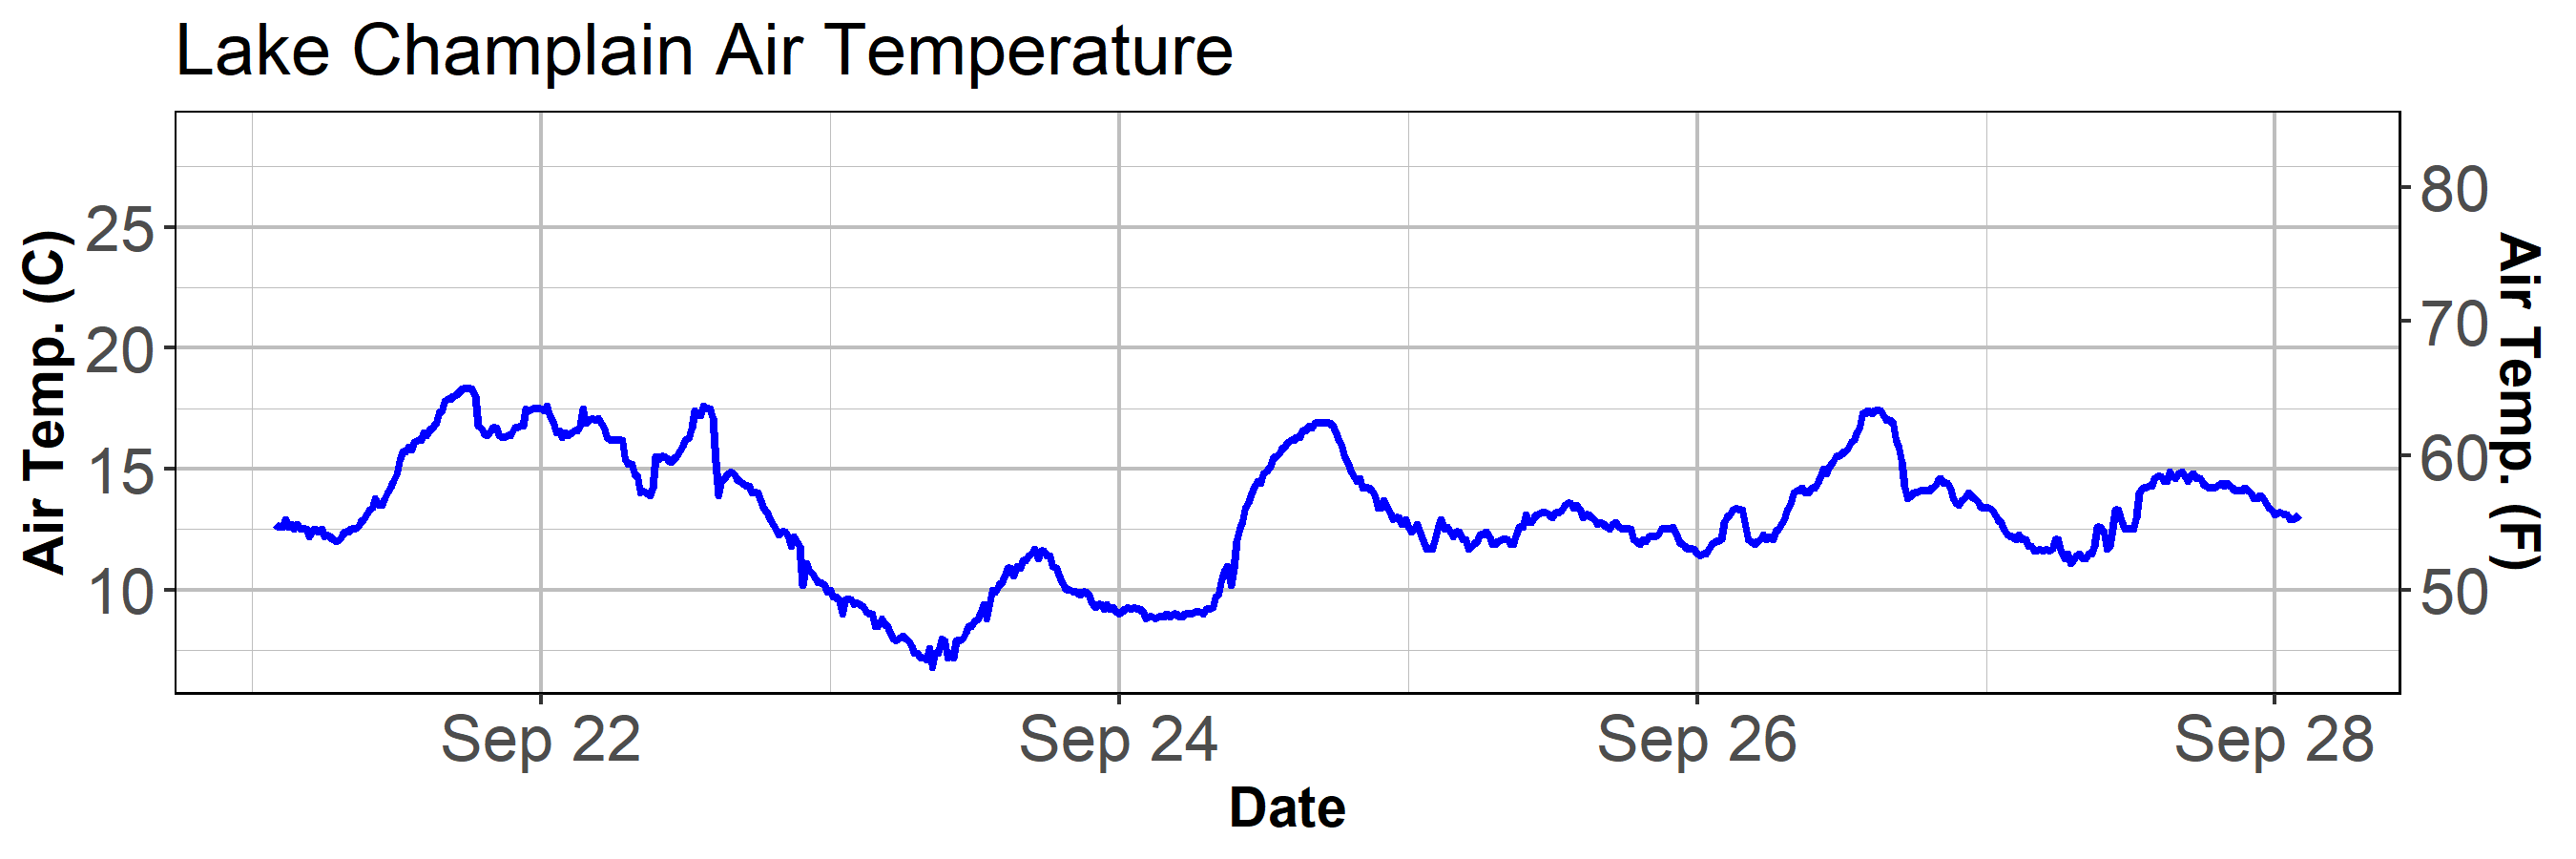 Lake Champlain Air Temperature
Air Temp. (C)
25
20
15
10
80
70
60
50
Air Temp. (F)
Sep 22 Sep 24 Sep 26 Sep 28
Date